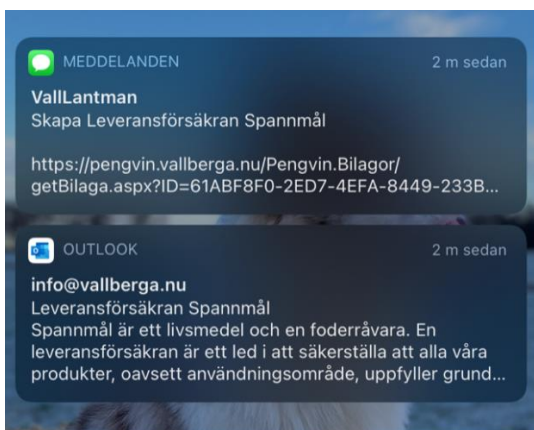 MEDDELANDEN 2 m sedan
VallLantman
Skapa Leveransförsäkran Spannmål
https://pengvin.vallberga.nu/Pengvin.Bilagor/
getBilaga.aspx?ID=61ABF8F0-2ED7-4EFA-8449-233B...
OUTLOOK 2 m sedan
info@vallberga.nu
Leveransförsäkran Spannmål
Spannmål är ett livsmedel och en foderråvara. En
leveransförsäkran är ett led i att säkerställa att alla våra
produkter, oavsett användningsområde, uppfyller grund...